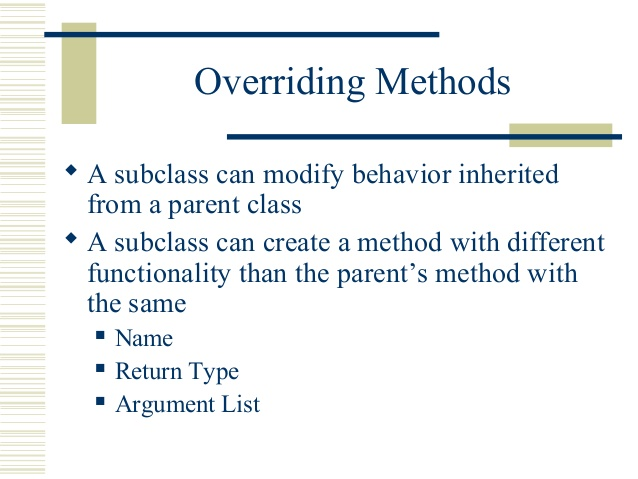 Overriding Methods
A subclass can modify behavior inherited
from a parent class
A subclass can create a method with different
functionality than the parent’s method with
the same
Name
Return Type
Argument List